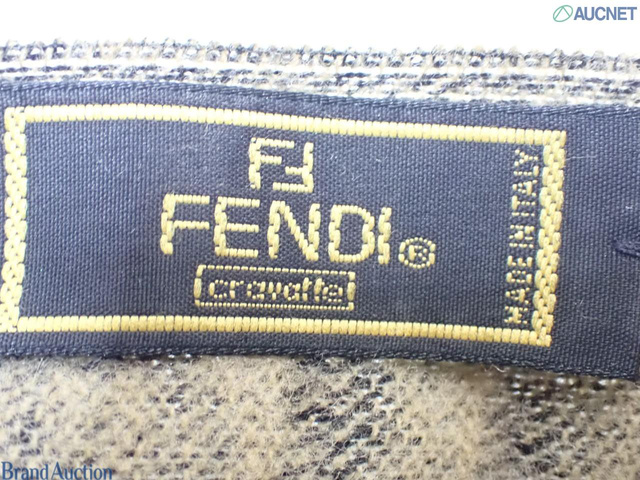 AUCNET
FF
FENDI®
cravatte
MADE IN ITALY
Brand Auction